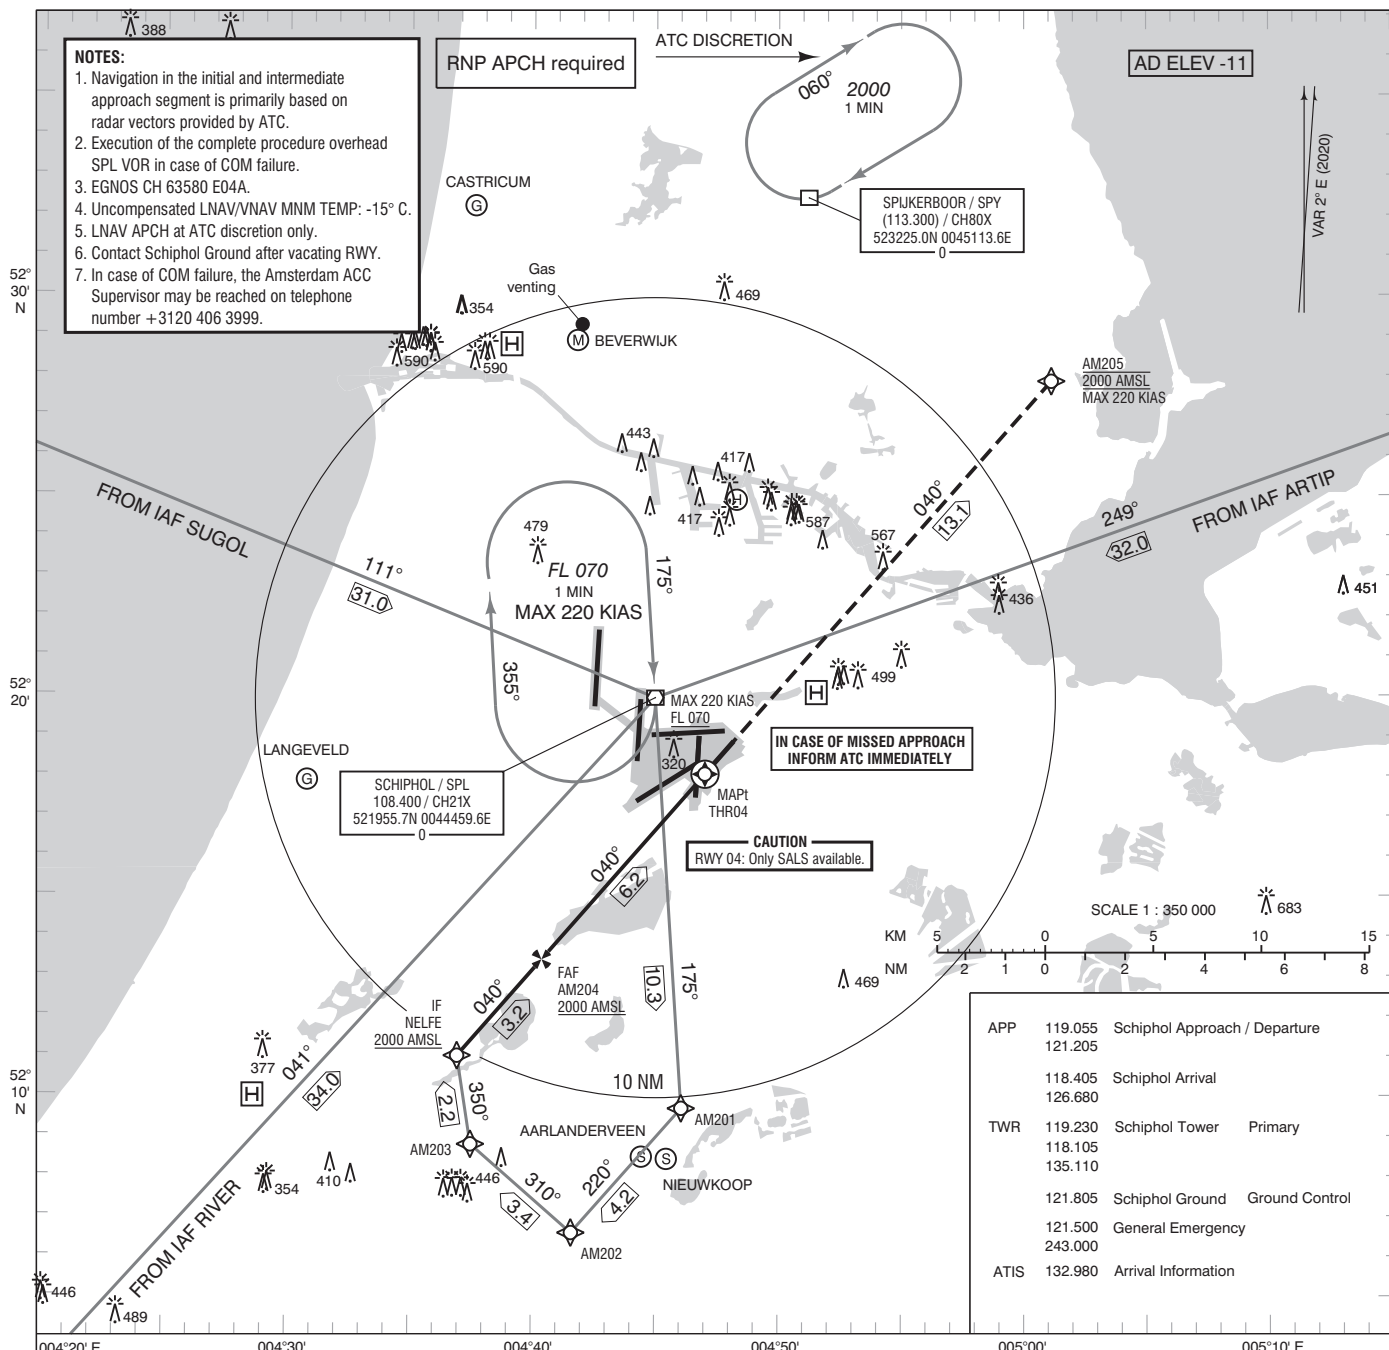 388
NOTES:
1. Navigation in the initial and intermediate
approach segment is primarily based on
radar vectors provided by ATC.
2. Execution of the complete procedure overhead
SPL VOR in case of COM failure.
3. EGNOS CH 63580 E04A.
4. Uncompensated LNAV/VNAV MNM TEMP: -15° C.
5. LNAV APCH at ATC discretion only.
6. Contact Schiphol Ground after vacating RWY.
7. In case of COM failure, the Amsterdam ACC
Supervisor may be reached on telephone
number +3120 406 3999.
RNP APCH required
ATC DISCRETION
060°
2000
1 MIN
AD ELEV -11
VAR 2° E (2020)
CASTRICUM
G
SPIJKERBOOR / SPY
(113.300) / CH80X
523225.0N 0045113.6E
0
52°
30'
N
Gas
venting
469
354
M
BEVERWIJK
590
590
H
AM205
2000 AMSL
MAX 220 KIAS
443
417
417
H
587
567
FROM IAF SUGOL
111°
31.0
479
FL 070
1 MIN
MAX 220 KIAS
175°
355°
040°
13.1
249°
32.0
FROM IAF ARTIP
436
451
499
H
52°
20'
N
MAX 220 KIAS
FL 070
320
IN CASE OF MISSED APPROACH
INFORM ATC IMMEDIATELY
LANGEVELD
G
SCHIPHOL / SPL
108.400 / CH21X
521955.7N 0044459.6E
0
MAPt
THR04
CAUTION
RWY 04: Only SALS available.
040°
6.2
683
SCALE 1 : 350 000
KM
5
0
5
10
15
NM
2
1
0
2
4
6
8
469
FAF
AM204
2000 AMSL
10.3
175°
040°
3.2
IF
NELFE
2000 AMSL
377
H
041°
34.0
52°
10'
N
10 NM
350°
2.2
AM201
AARLANDERVEEN
S
S
NIEUWKOOP
AM203
446
220°
4.2
310°
3.4
AM202
354
410
FROM IAF RIVER
446
489
APP 119.055 Schiphol Approach / Departure
121.205
118.405 Schiphol Arrival
126.680
TWR 119.230 Schiphol Tower Primary
118.105
135.110
121.805 Schiphol Ground Ground Control
121.500 General Emergency
243.000
ATIS 132.980 Arrival Information
004°20' E
004°30'
004°40'
004°50'
005°00'
005°10' E